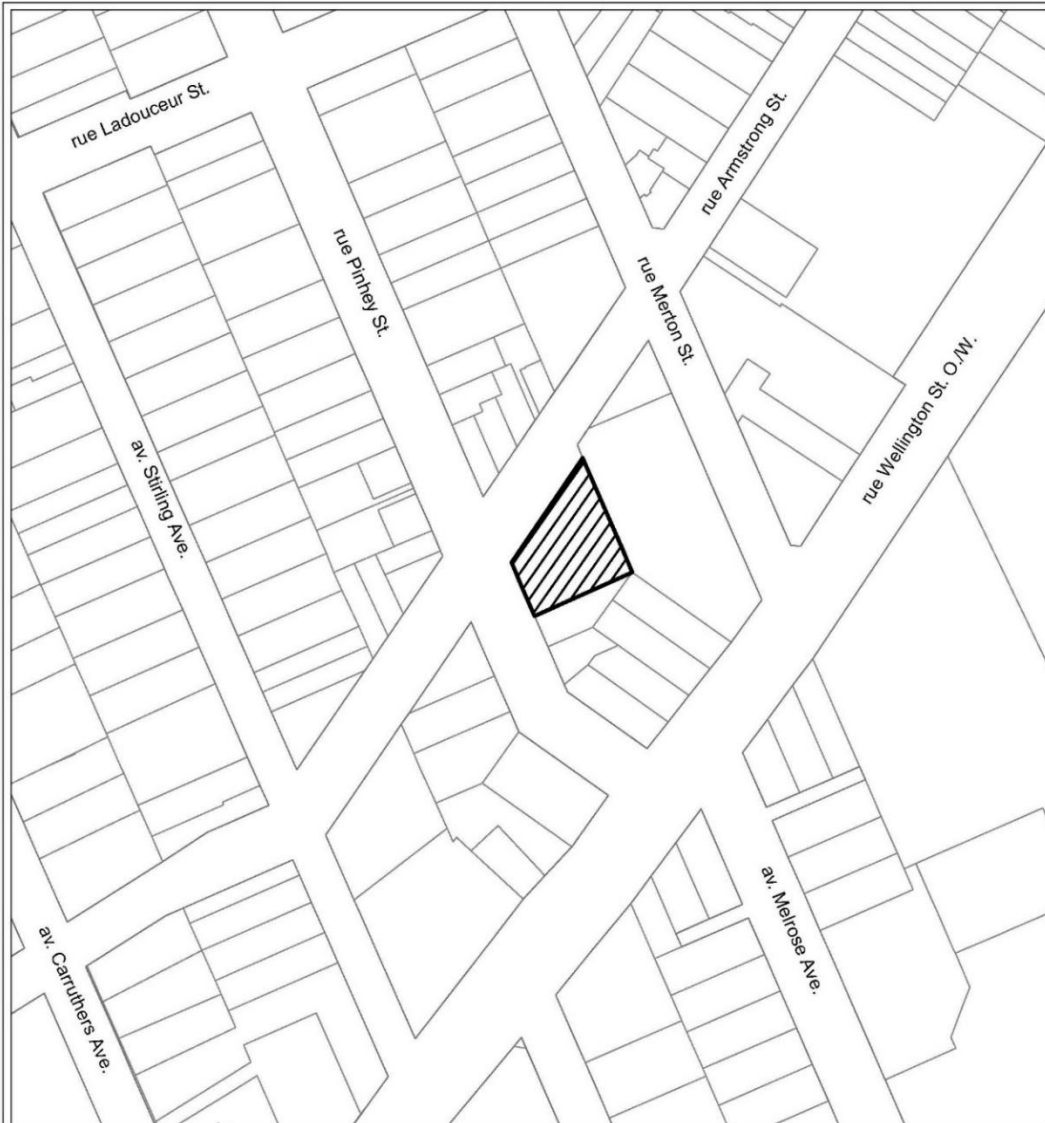 rue Ladouceur St.
rue Armstrong St.
rue Pinhey St.
rue Merton St.
rue Wellington St. O./W.
av. Stirling Ave.
av. Melrose Ave.
av. Carruthers Ave.